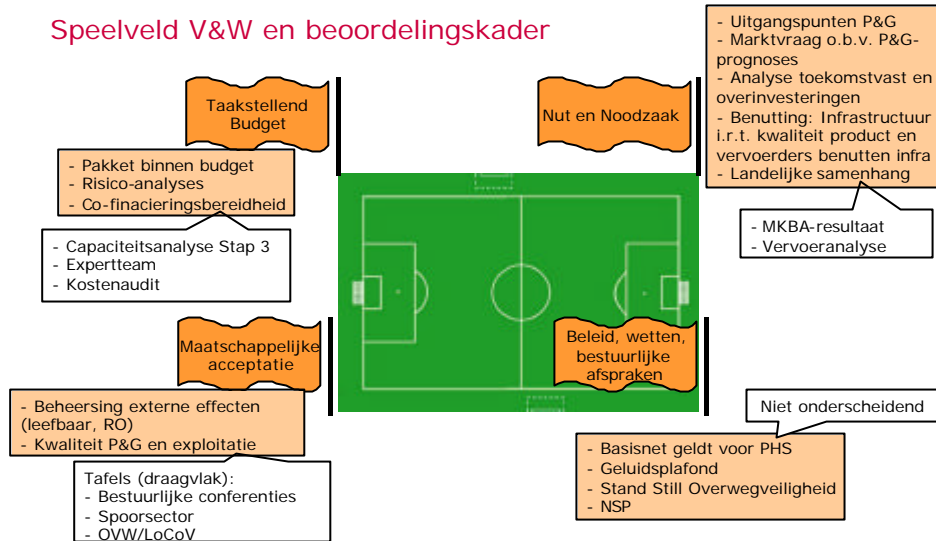 Speelveld V&W en beoordelingskader
Taakstellend
Budget
- Pakket binnen budget
- Risico-analyses
- Co-finacieringsbereidheid
- Capaciteitsanalyse Stap 3
- Expertteam
- Kostenaudit
Nut en Noodzaak
- Uitgangspunten P&G
- Marktvraag o.b.v. P&G-
prognoses
- Analyse toekomstvast en
overinvesteringen
- Benutting: Infrastructuur
i.r.t. kwaliteit product en
vervoerders benutten infra
- Landelijke samenhang
- MKBA-resultaat
- Vervoeranalyse
Maatschappelijke
acceptatie
- Beheersing externe effecten
(leefbaar, RO)
- Kwaliteit P&G en exploitatie
Tafels (draagvlak):
- Bestuurlijke conferenties
- Spoorsector
- OVW/LoCoV
Beleid, wetten,
bestuurlijke
afspraken
Niet onderscheidend
- Basisnet geldt voor PHS
- Geluidsplafond
- Stand Still Overwegveiligheid
- NSP